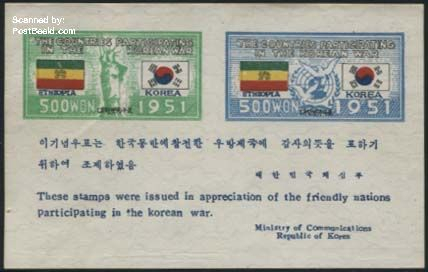 Scanned by:
PostBeeld.com
THE COUNTRIES PARTICIPATING
IN THE KOREAN WAR
ETHIOPIA
KOREA
500WON 1951
THE COUNTRIES PARTICIPATING
IN THE KOREAN WAR
ETHIOPIA
KOREA
500WON 1951
이기념우표는 한국동란에참전한 우방제국에 감사의뜻을 표하기
위하여 조제하였음
대한민국체신부
These stamps were issued in appreciation of the friendly nations
participating in the korean war.
Ministry of Communications
Republic of Korea